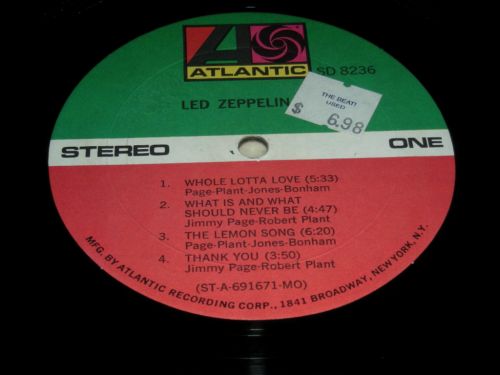 ATLANTIC
SD 8236
LED ZEPPELIN
THE BEAT!
USED
$ 6.98
STEREO
ONE
1. WHOLE LOTTA LOVE (5:33)
Page-Plant-Jones-Bonham
2. WHAT IS AND WHAT
SHOULD NEVER BE (4:47)
Jimmy Page-Robert Plant
3. THE LEMON SONG (6:20)
Page-Plant-Jones-Bonham
4. THANK YOU (3:50)
Jimmy Page-Robert Plant
(ST-A-691671-MO)
MFG. BY ATLANTIC RECORDING CORP., 1841 BROADWAY, NEW YORK, N.Y.